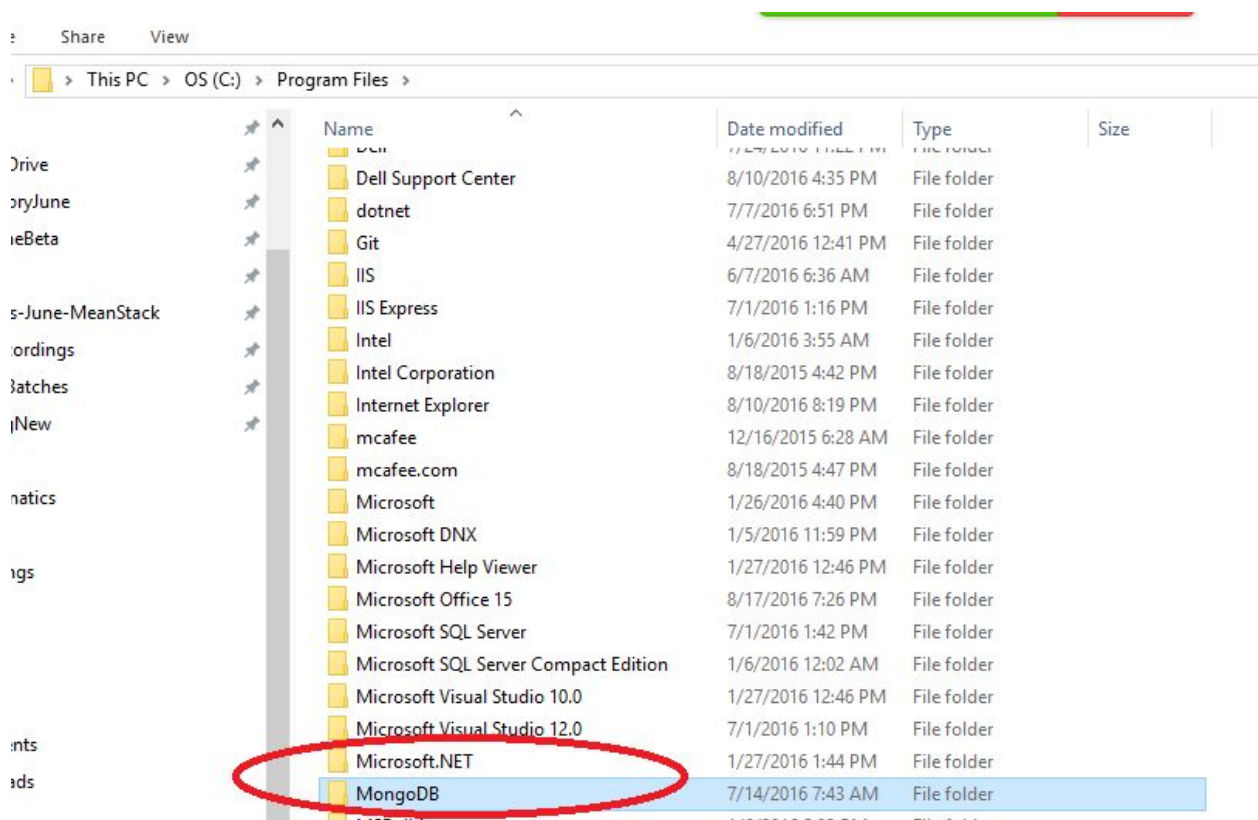 Share View
This PC > OS (C:) > Program Files >
Name Date modified Type Size
Drive
Dell Support Center 8/10/2016 4:35 PM File folder
dotnet 7/7/2016 6:51 PM File folder
oryJune
Git 4/27/2016 12:41 PM File folder
neBeta
IIS 6/7/2016 6:36 AM File folder
IIS Express 7/1/2016 1:16 PM File folder
s-June-MeanStack
Intel 1/6/2016 3:55 AM File folder
cordings
Intel Corporation 8/18/2015 4:42 PM File folder
Batches
Internet Explorer 8/10/2016 8:19 PM File folder
gNew
mcafee 12/16/2015 6:28 AM File folder
mcafee.com 8/18/2015 4:47 PM File folder
matics
Microsoft 1/26/2016 4:40 PM File folder
Microsoft DNX 1/5/2016 11:59 PM File folder
ngs
Microsoft Help Viewer 1/27/2016 12:46 PM File folder
Microsoft Office 15 8/17/2016 7:26 PM File folder
Microsoft SQL Server 7/1/2016 1:42 PM File folder
Microsoft SQL Server Compact Edition 1/6/2016 12:02 AM File folder
Microsoft Visual Studio 10.0 1/27/2016 12:46 PM File folder
Microsoft Visual Studio 12.0 7/1/2016 1:10 PM File folder
ents
Microsoft.NET 1/27/2016 1:44 PM File folder
ads
MongoDB 7/14/2016 7:43 AM File folder